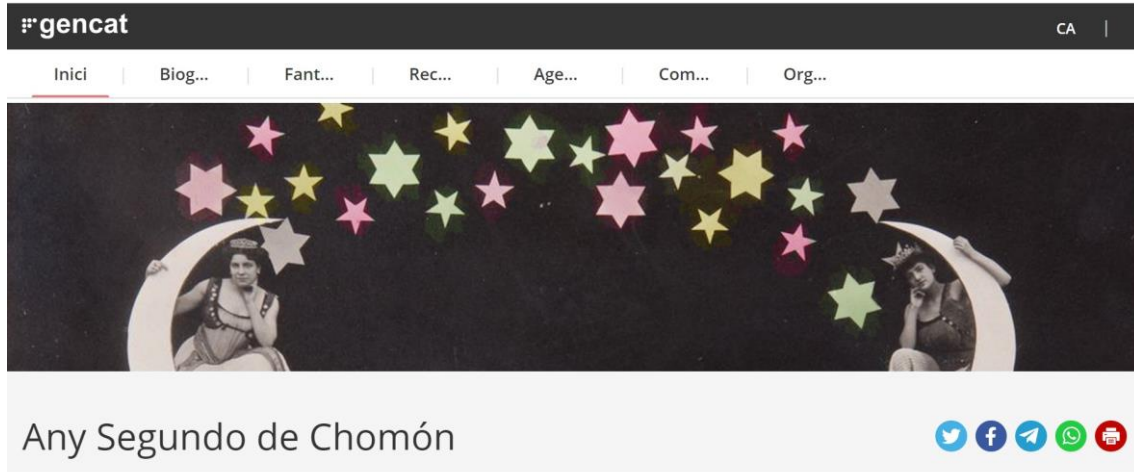 gencat
CA |
Inici | Biog... | Fant... | Rec... | Age... | Com... | Org...
Any Segundo de Chomón